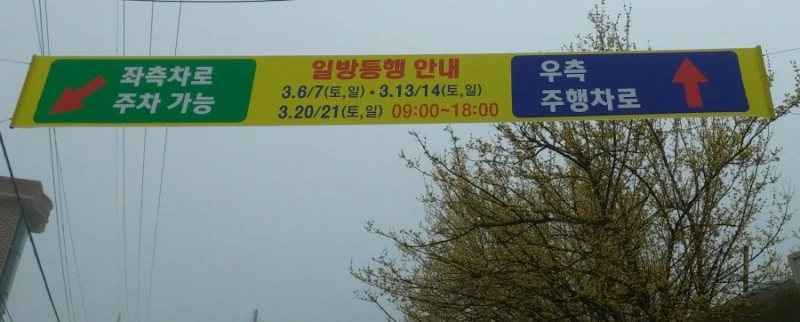 좌측차로
주차 가능
일방통행 안내
3.6/7(토,일)·3.13/14(토,일)
3.20/21(토,일) 09:00~18:00
우측
주행차로